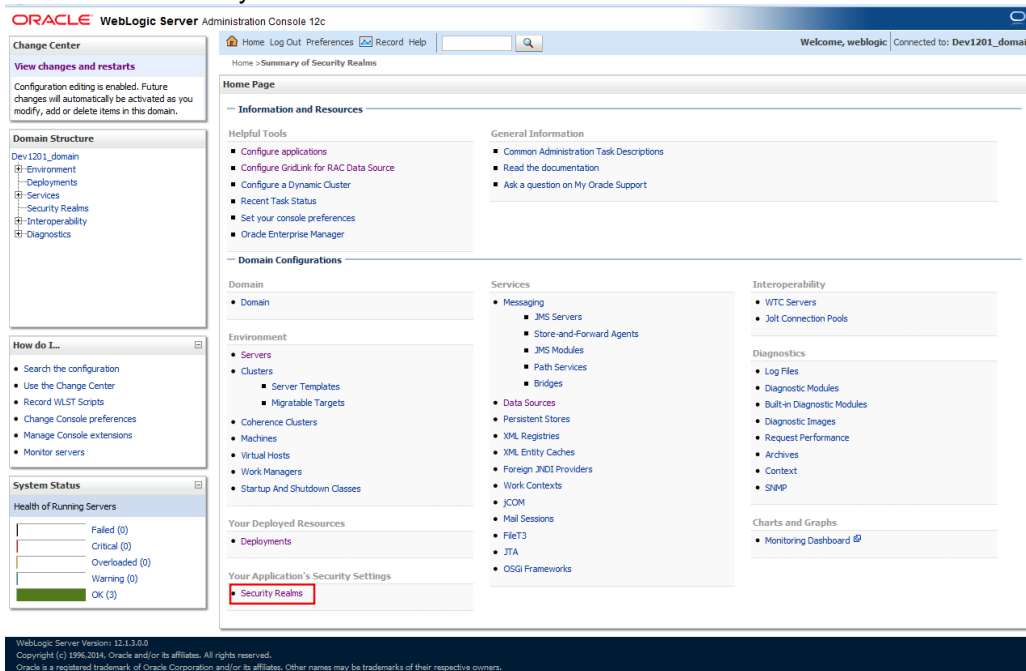 ORACLE WebLogic Server Administration Console 12c
Change Center
View changes and restarts
Configuration editing is enabled. Future
changes will automatically be activated as you
modify, add or delete items in this domain.
Domain Structure
Dev1201_domain
Environment
Deployments
Services
Security Realms
Interoperability
Diagnostics
How do I...
Search the configuration
Use the Change Center
Record WLST Scripts
Change Console preferences
Manage Console extensions
Monitor servers
System Status
Health of Running Servers
Failed (0)
Critical (0)
Overloaded (0)
Warning (0)
OK (3)
Home Log Out Preferences Record Help
Welcome, weblogic Connected to: Dev1201_domai
Home >Summary of Security Realms
Home Page
Information and Resources
Helpful Tools
Configure applications
Configure GridLink for RAC Data Source
Configure a Dynamic Cluster
Recent Task Status
Set your console preferences
Oracle Enterprise Manager
General Information
Common Administration Task Descriptions
Read the documentation
Ask a question on My Oracle Support
Domain Configurations
Domain
Domain
Environment
Servers
Clusters
Server Templates
Migratable Targets
Coherence Clusters
Machines
Virtual Hosts
Work Managers
Startup And Shutdown Classes
Your Deployed Resources
Deployments
Your Application's Security Settings
Security Realms
Services
Messaging
JMS Servers
Store-and-Forward Agents
JMS Modules
Path Services
Bridges
Data Sources
Persistent Stores
XML Registries
XML Entity Caches
Foreign JNDI Providers
Work Contexts
jCOM
Mail Sessions
FileT3
JTA
OSGi Frameworks
Interoperability
WTC Servers
Jolt Connection Pools
Diagnostics
Log Files
Diagnostic Modules
Built-in Diagnostic Modules
Diagnostic Images
Request Performance
Archives
Context
SNMP
Charts and Graphs
Monitoring Dashboard
WebLogic Server Version: 12.1.3.0.0
Copyright (c) 1996,2014, Oracle and/or its affiliates. All rights reserved.
Oracle is a registered trademark of Oracle Corporation and/or its affiliates. Other names may be trademarks of their respective owners.